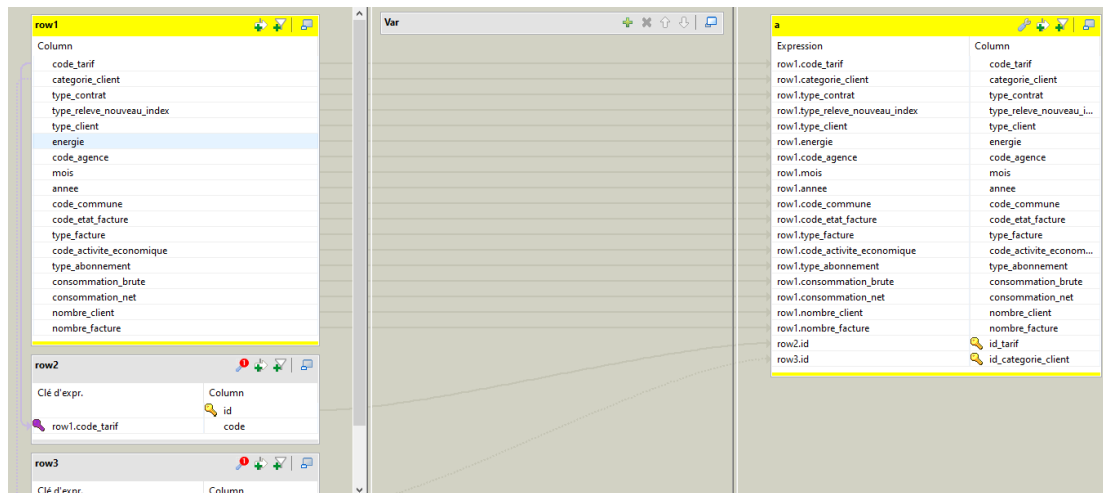 row1
Column
code_tarif
categorie_client
type_contrat
type_releve_nouveau_index
type_client
energie
code_agence
mois
annee
code_commune
code_etat_facture
type_facture
code_activite_economique
type_abonnement
consommation_brute
consommation_net
nombre_client
nombre_facture
row2
Clé d'expr. Column
id
row1.code_tarif code
row3
Clé d'expr. Column
Var
a
Expression Column
row1.code_tarif code_tarif
row1.categorie_client categorie_client
row1.type_contrat type_contrat
row1.type_releve_nouveau_index type_releve_nouveau_i...
row1.type_client type_client
row1.energie energie
row1.code_agence code_agence
row1.mois mois
row1.annee annee
row1.code_commune code_commune
row1.code_etat_facture code_etat_facture
row1.type_facture type_facture
row1.code_activite_economique code_activite_econom...
row1.type_abonnement type_abonnement
row1.consommation_brute consommation_brute
row1.consommation_net consommation_net
row1.nombre_client nombre_client
row1.nombre_facture nombre_facture
row2.id id_tarif
row3.id id_categorie_client